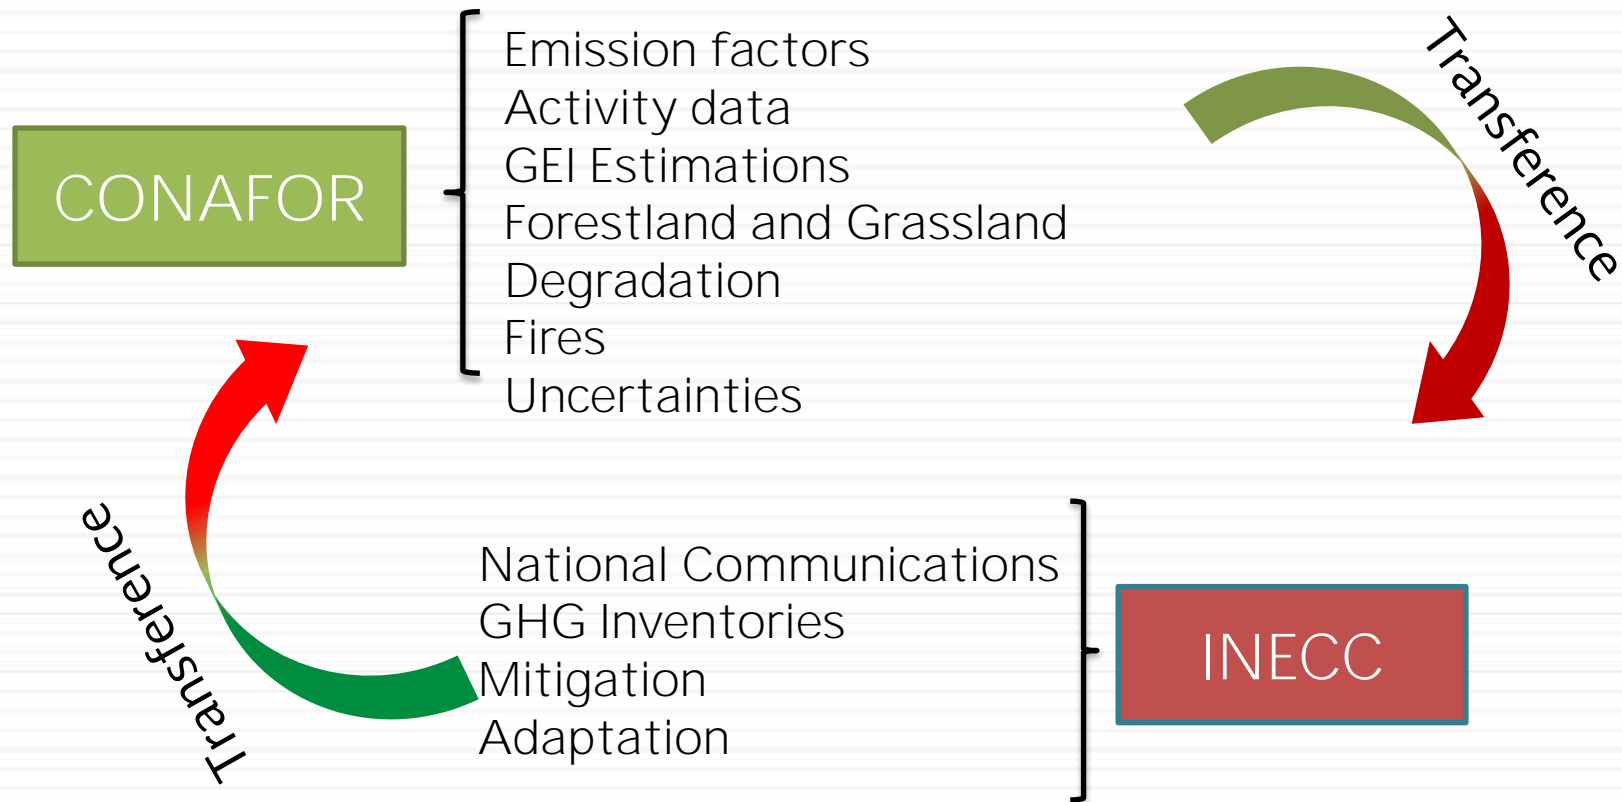 CONAFOR
Emission factors
Activity data
GEI Estimations
Forestland and Grassland
Degradation
Fires
Uncertainties
Transference
Transference
National Communications
GHG Inventories
Mitigation
Adaptation
INECC